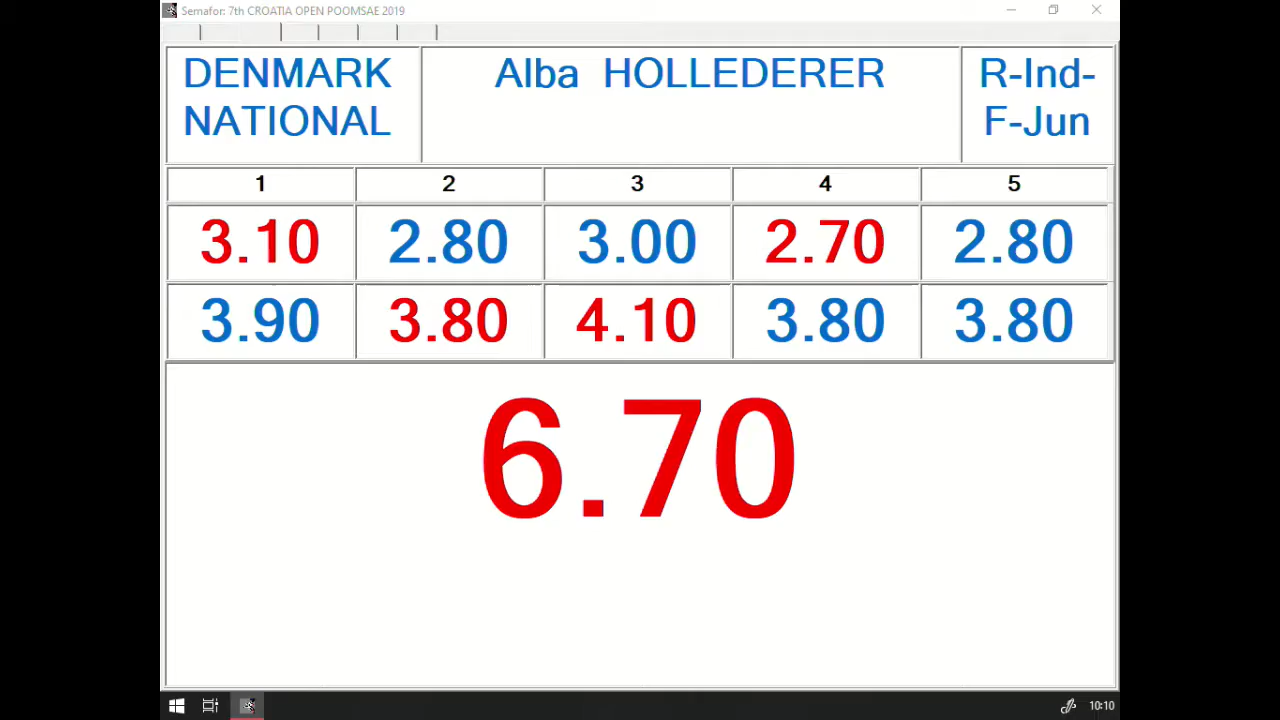 Semafor: 7th CROATIA OPEN POOMSAE 2019
DENMARK
NATIONAL
Alba HOLLEDERER
R-Ind-
F-Jun
1 2 3 4 5
3.10 2.80 3.00 2.70 2.80
3.90 3.80 4.10 3.80 3.80
6.70
10:10